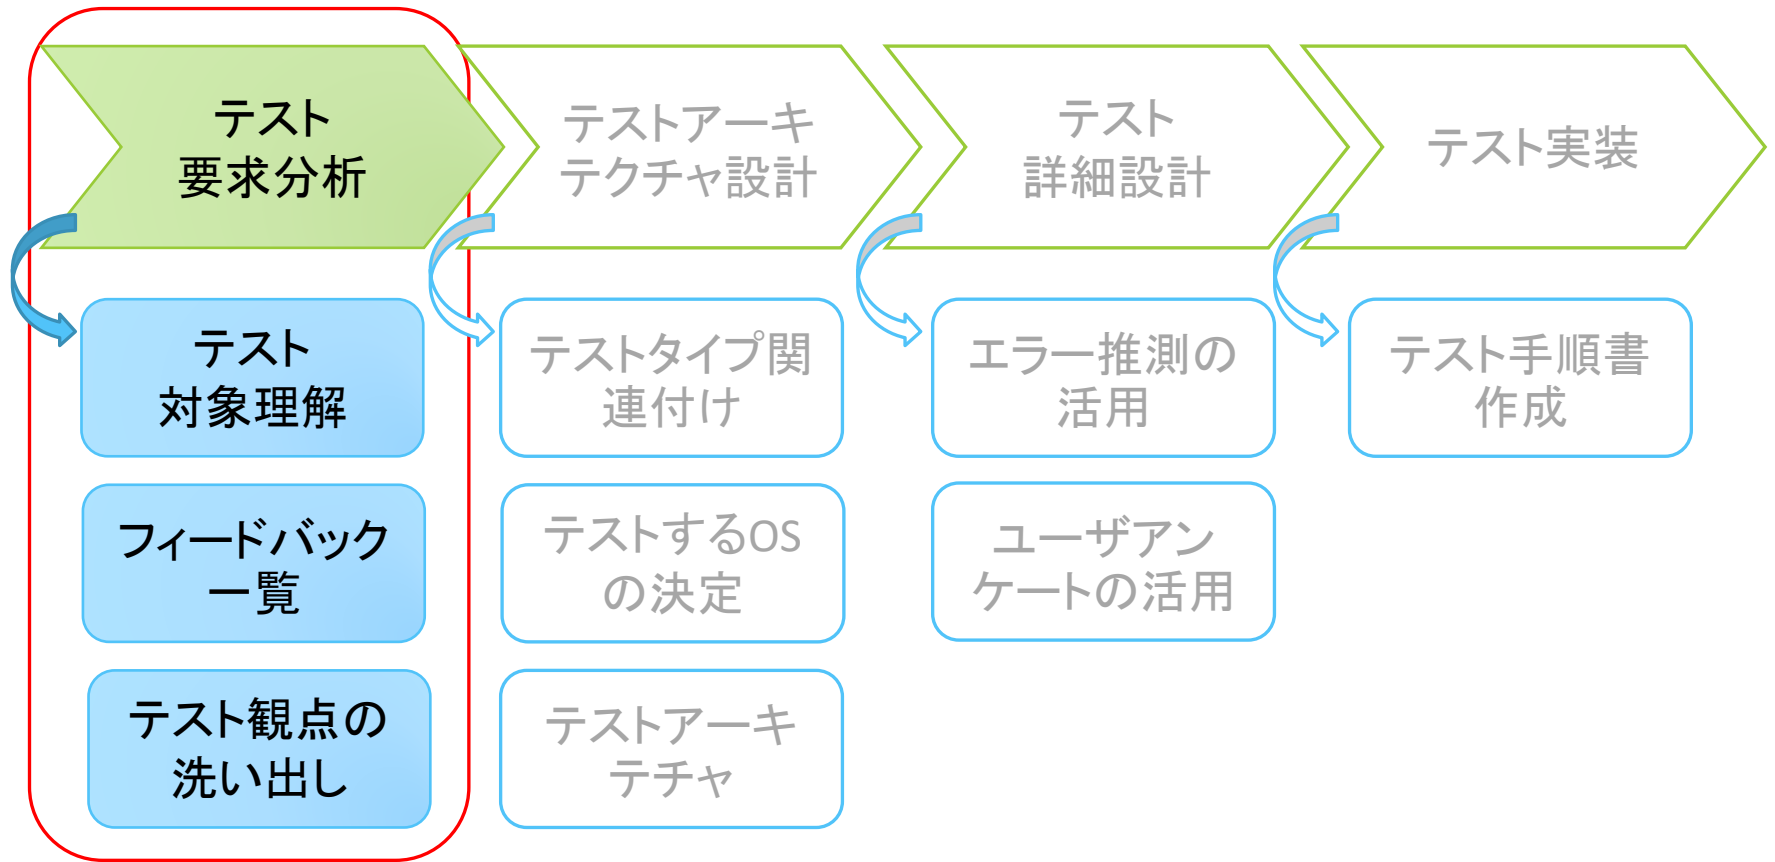 テスト
要求分析
テストアーキ
テクチャ設計
テスト
詳細設計
テスト実装
テスト
対象理解
テストタイプ関
連付け
エラー推測の
活用
テスト手順書
作成
フィードバック
一覧
テストするOS
の決定
ユーザアン
ケートの活用
テスト観点の
洗い出し
テストアーキ
テチャ